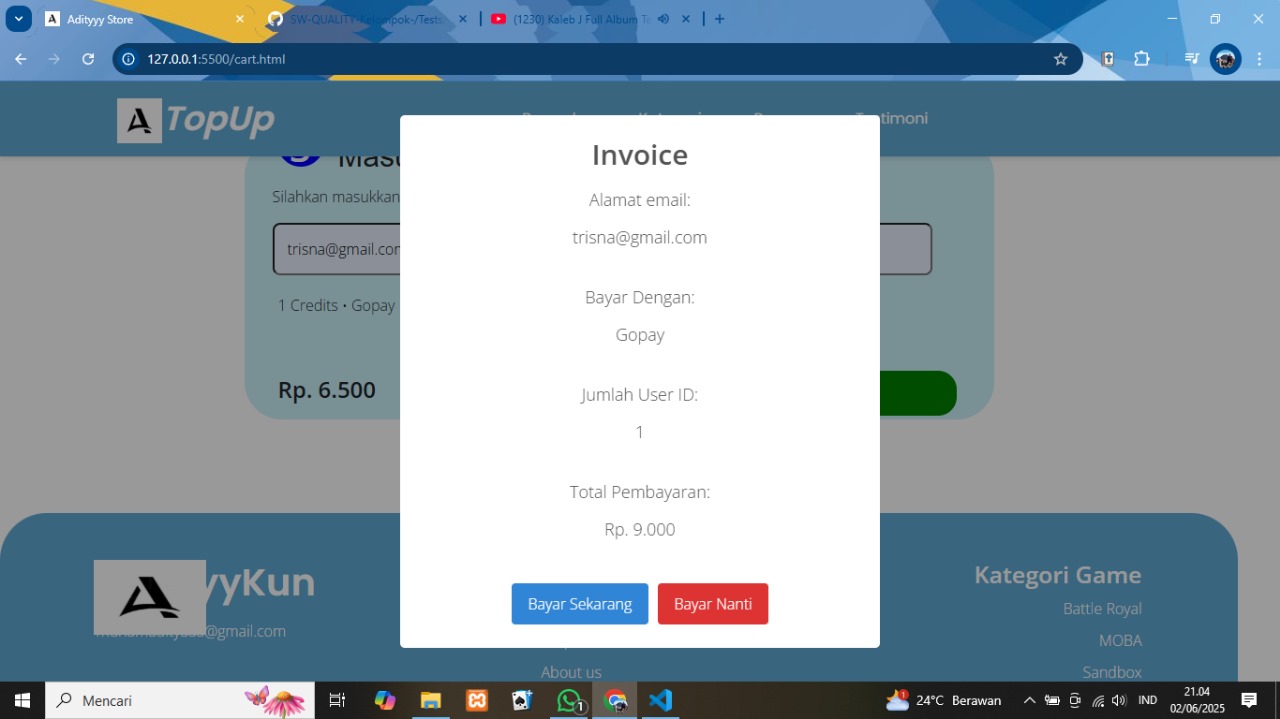 Adityyy Store
SW-QUALITY-Kelompok-/Tests
(1230) Kaleb J Full Album Te
127.0.0.1:5500/cart.html
TopUp
Testimoni
Masu
Silahkan masukkan
trisna@gmail.com
1 Credits • Gopay
Rp. 6.500
Invoice
Alamat email:
trisna@gmail.com
Bayar Dengan:
Gopay
Jumlah User ID:
1
Total Pembayaran:
Rp. 9.000
Bayar Sekarang
Bayar Nanti
yyKun
@gmail.com
About us
Kategori Game
Battle Royal
MOBA
Sandbox
Mencari
1
24°C Berawan
IND
21.04
02/06/2025